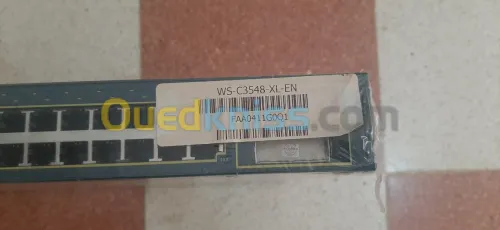 WS-C3548-XL-EN
Ouedkniss.com
FAA0411G0Q1